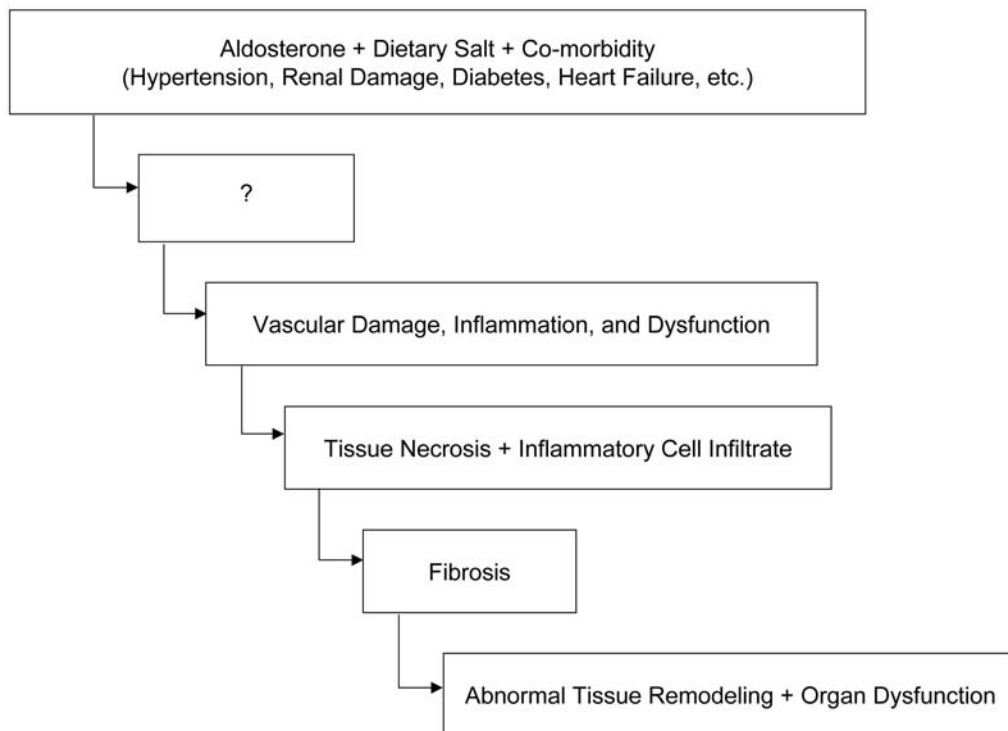 Aldosterone + Dietary Salt + Co-morbidity
(Hypertension, Renal Damage, Diabetes, Heart Failure, etc.)
?
Vascular Damage, Inflammation, and Dysfunction
Tissue Necrosis + Inflammatory Cell Infiltrate
Fibrosis
Abnormal Tissue Remodeling + Organ Dysfunction